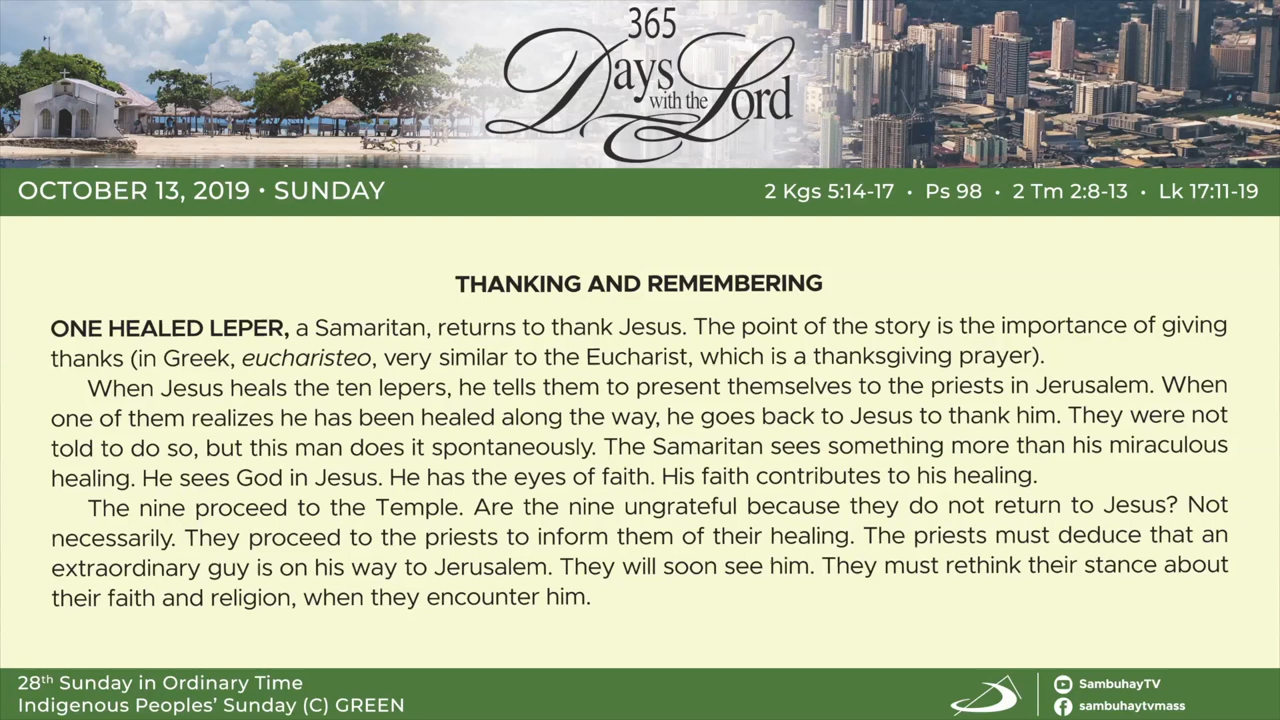 365
Days
with the
Lord
OCTOBER 13, 2019 • SUNDAY
2 Kgs 5:14-17 • Ps 98 • 2 Tm 2:8-13 • Lk 17:11-19
THANKING AND REMEMBERING
ONE HEALED LEPER, a Samaritan, returns to thank Jesus. The point of the story is the importance of giving
thanks (in Greek, eucharisteo, very similar to the Eucharist, which is a thanksgiving prayer).
When Jesus heals the ten lepers, he tells them to present themselves to the priests in Jerusalem. When
one of them realizes he has been healed along the way, he goes back to Jesus to thank him. They were not
told to do so, but this man does it spontaneously. The Samaritan sees something more than his miraculous
healing. He sees God in Jesus. He has the eyes of faith. His faith contributes to his healing.
The nine proceed to the Temple. Are the nine ungrateful because they do not return to Jesus? Not
necessarily. They proceed to the priests to inform them of their healing. The priests must deduce that an
extraordinary guy is on his way to Jerusalem. They will soon see him. They must rethink their stance about
their faith and religion, when they encounter him.
28th Sunday in Ordinary Time
Indigenous Peoples' Sunday (C) GREEN
SambuhayTV
sambuhaytvmass